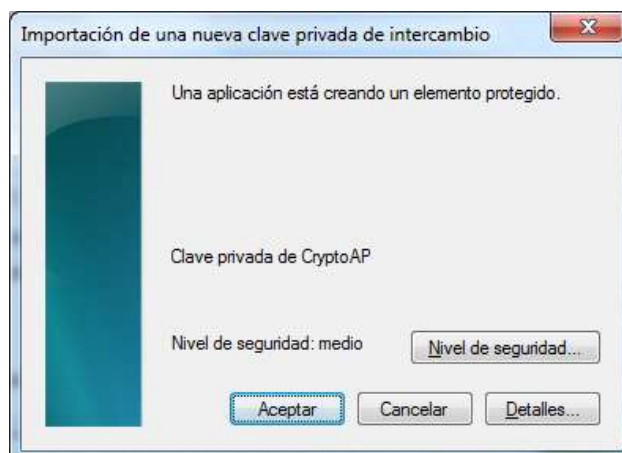 Importación de una nueva clave privada de intercambio
Una aplicación está creando un elemento protegido.
Clave privada de CryptoAP
Nivel de seguridad: medio
Nivel de seguridad...
Aceptar
Cancelar
Detalles...